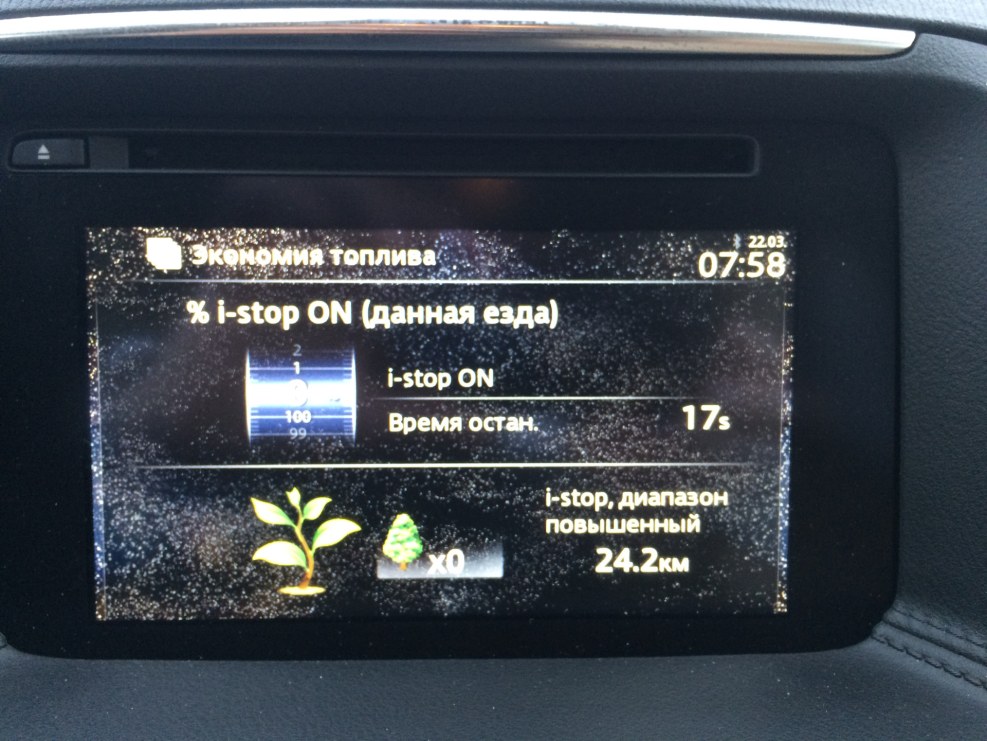 Экономия топлива
22.03.
07:58
% i-stop ON (данная езда)
2
1
100
99
i-stop ON
Время остан.
17s
i-stop, диапазон
повышенный
x0
24.2км